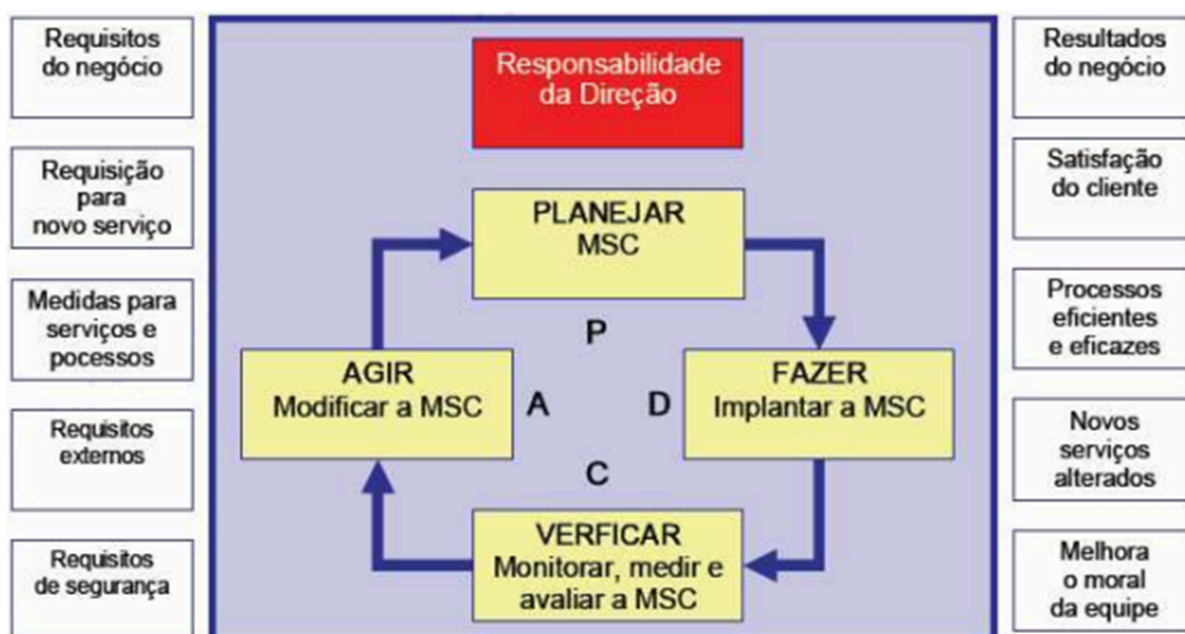 Requisitos
do negócio
Requisição
para
novo serviço
Medidas para
serviços e
pocessos
Requisitos
externos
Requisitos
de segurança
Responsabilidade
da Direção
PLANEJAR
MSC
P
AGIR
Modificar a MSC
A
D
FAZER
Implantar a MSC
C
VERFICAR
Monitorar, medir e
avaliar a MSC
Resultados
do negócio
Satisfação
do cliente
Processos
eficientes
e eficazes
Novos
serviços
alterados
Melhora
o moral
da equipe